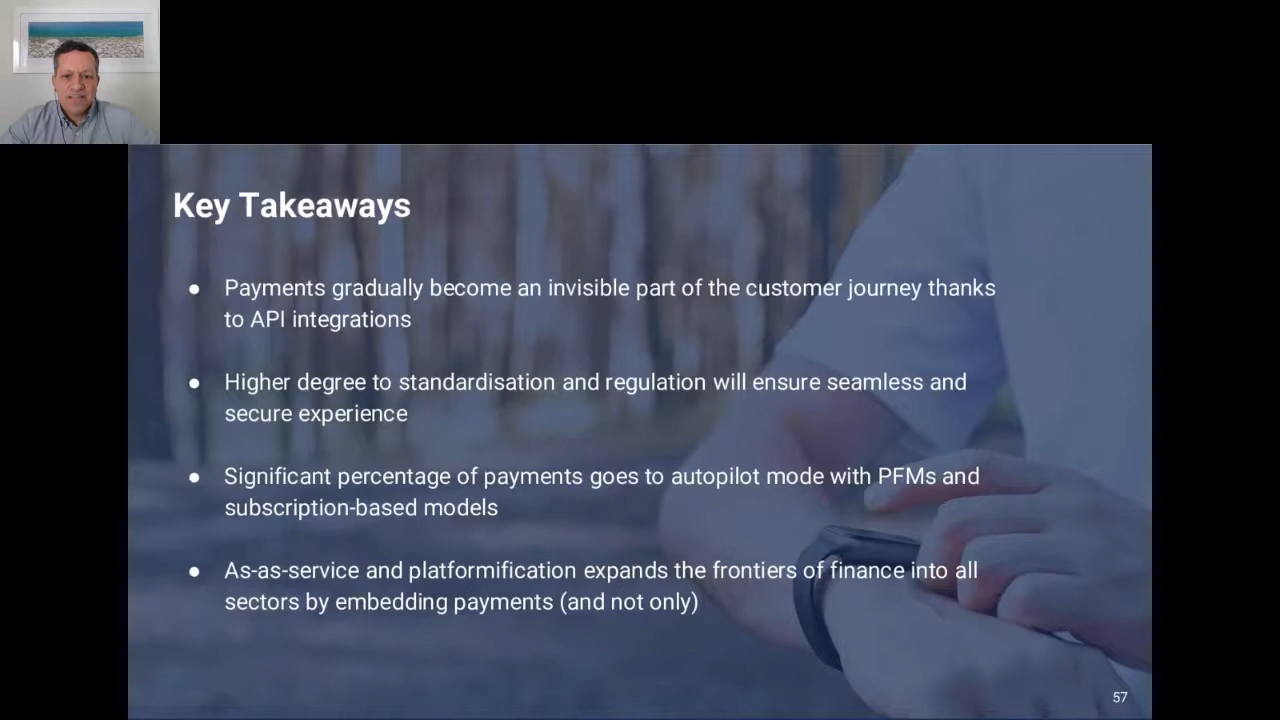 Key Takeaways
● Payments gradually become an invisible part of the customer journey thanks
to API integrations
● Higher degree to standardisation and regulation will ensure seamless and
secure experience
● Significant percentage of payments goes to autopilot mode with PFMs and
subscription-based models
● As-as-service and platformification expands the frontiers of finance into all
sectors by embedding payments (and not only)
57